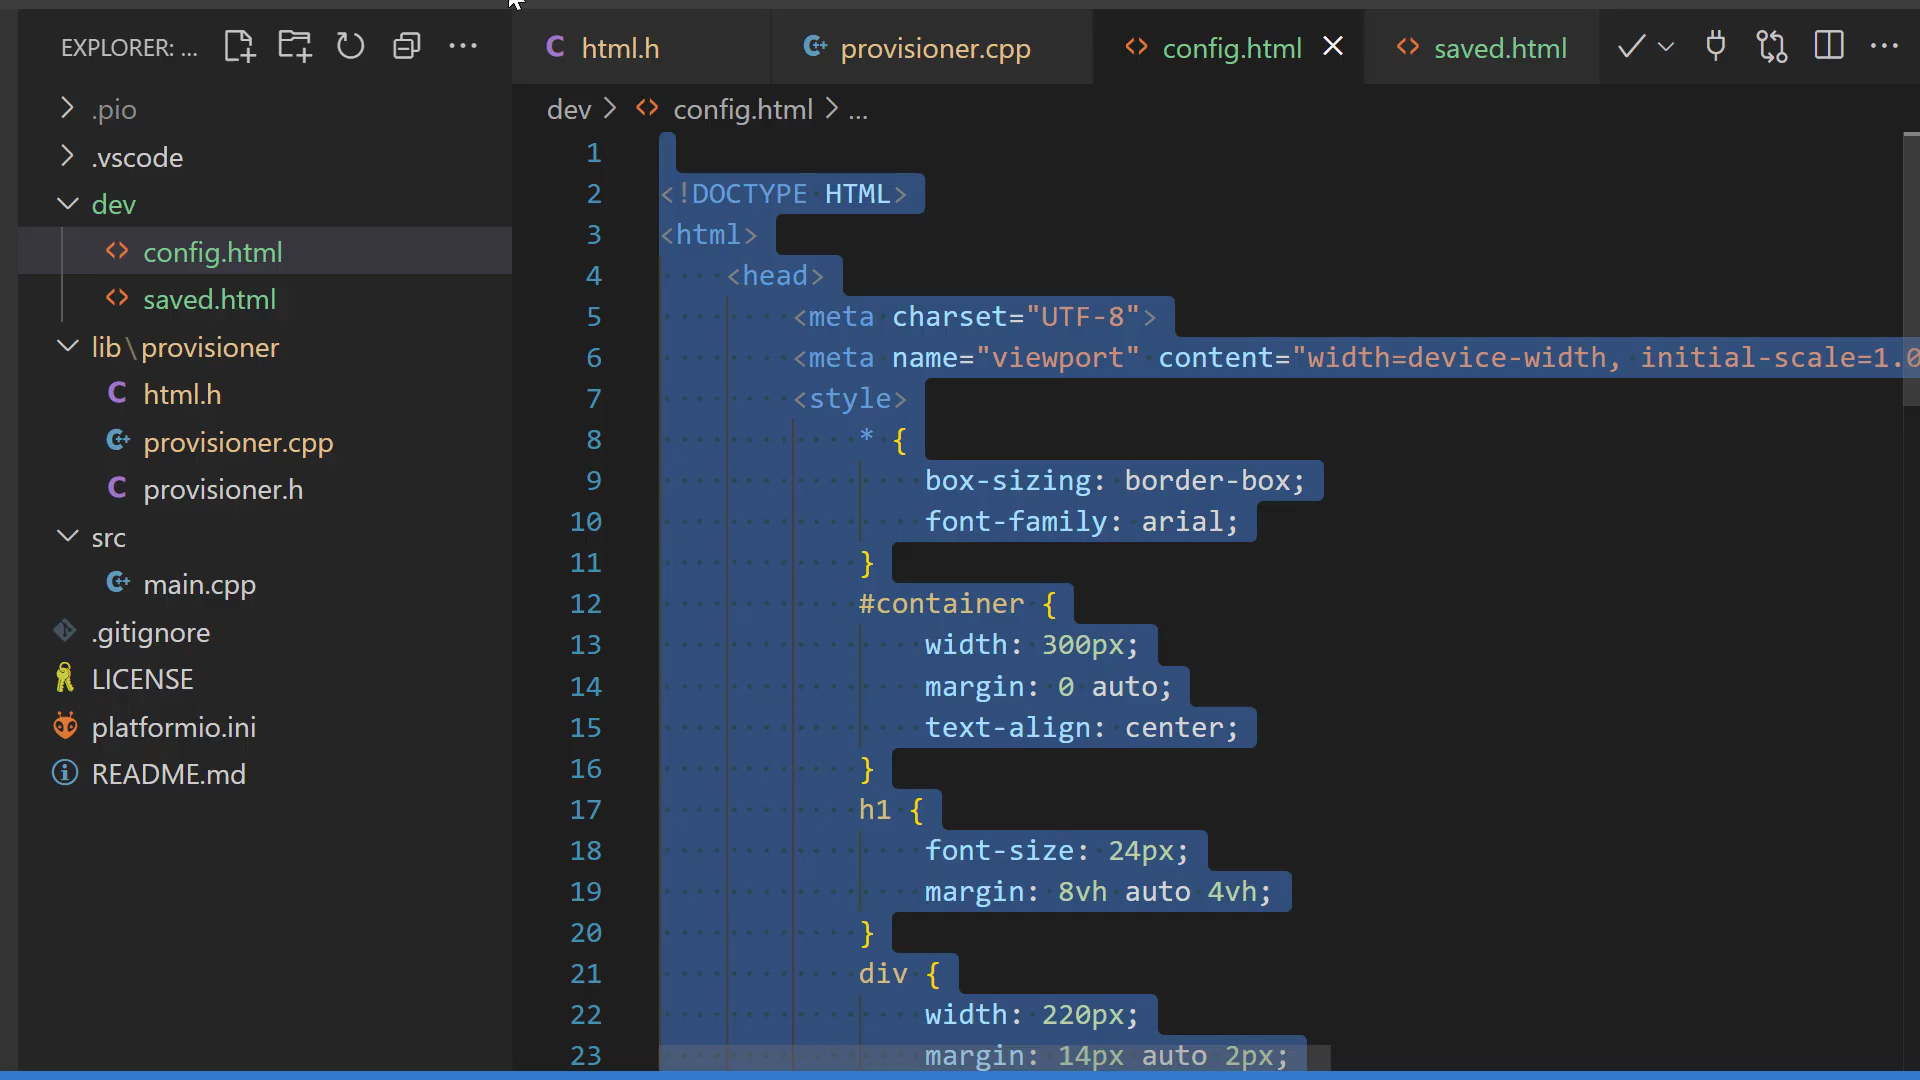 EXPLORER: ...
.pio
.vscode
dev
config.html
saved.html
lib\provisioner
html.h
provisioner.cpp
provisioner.h
src
main.cpp
.gitignore
LICENSE
platformio.ini
README.md
html.h
provisioner.cpp
config.html
saved.html
dev > config.html > ...
1
2 <!DOCTYPE HTML>
3 <html>
4 <head>
5 <meta charset="UTF-8">
6 <meta name="viewport" content="width=device-width, initial-scale=1.0
7 <style>
8 * {
9 box-sizing: border-box;
10 font-family: arial;
11 }
12 #container {
13 width: 300px;
14 margin: 0 auto;
15 text-align: center;
16 }
17 h1 {
18 font-size: 24px;
19 margin: 8vh auto 4vh;
20 }
21 div {
22 width: 220px;
23 margin: 14px auto 2px;